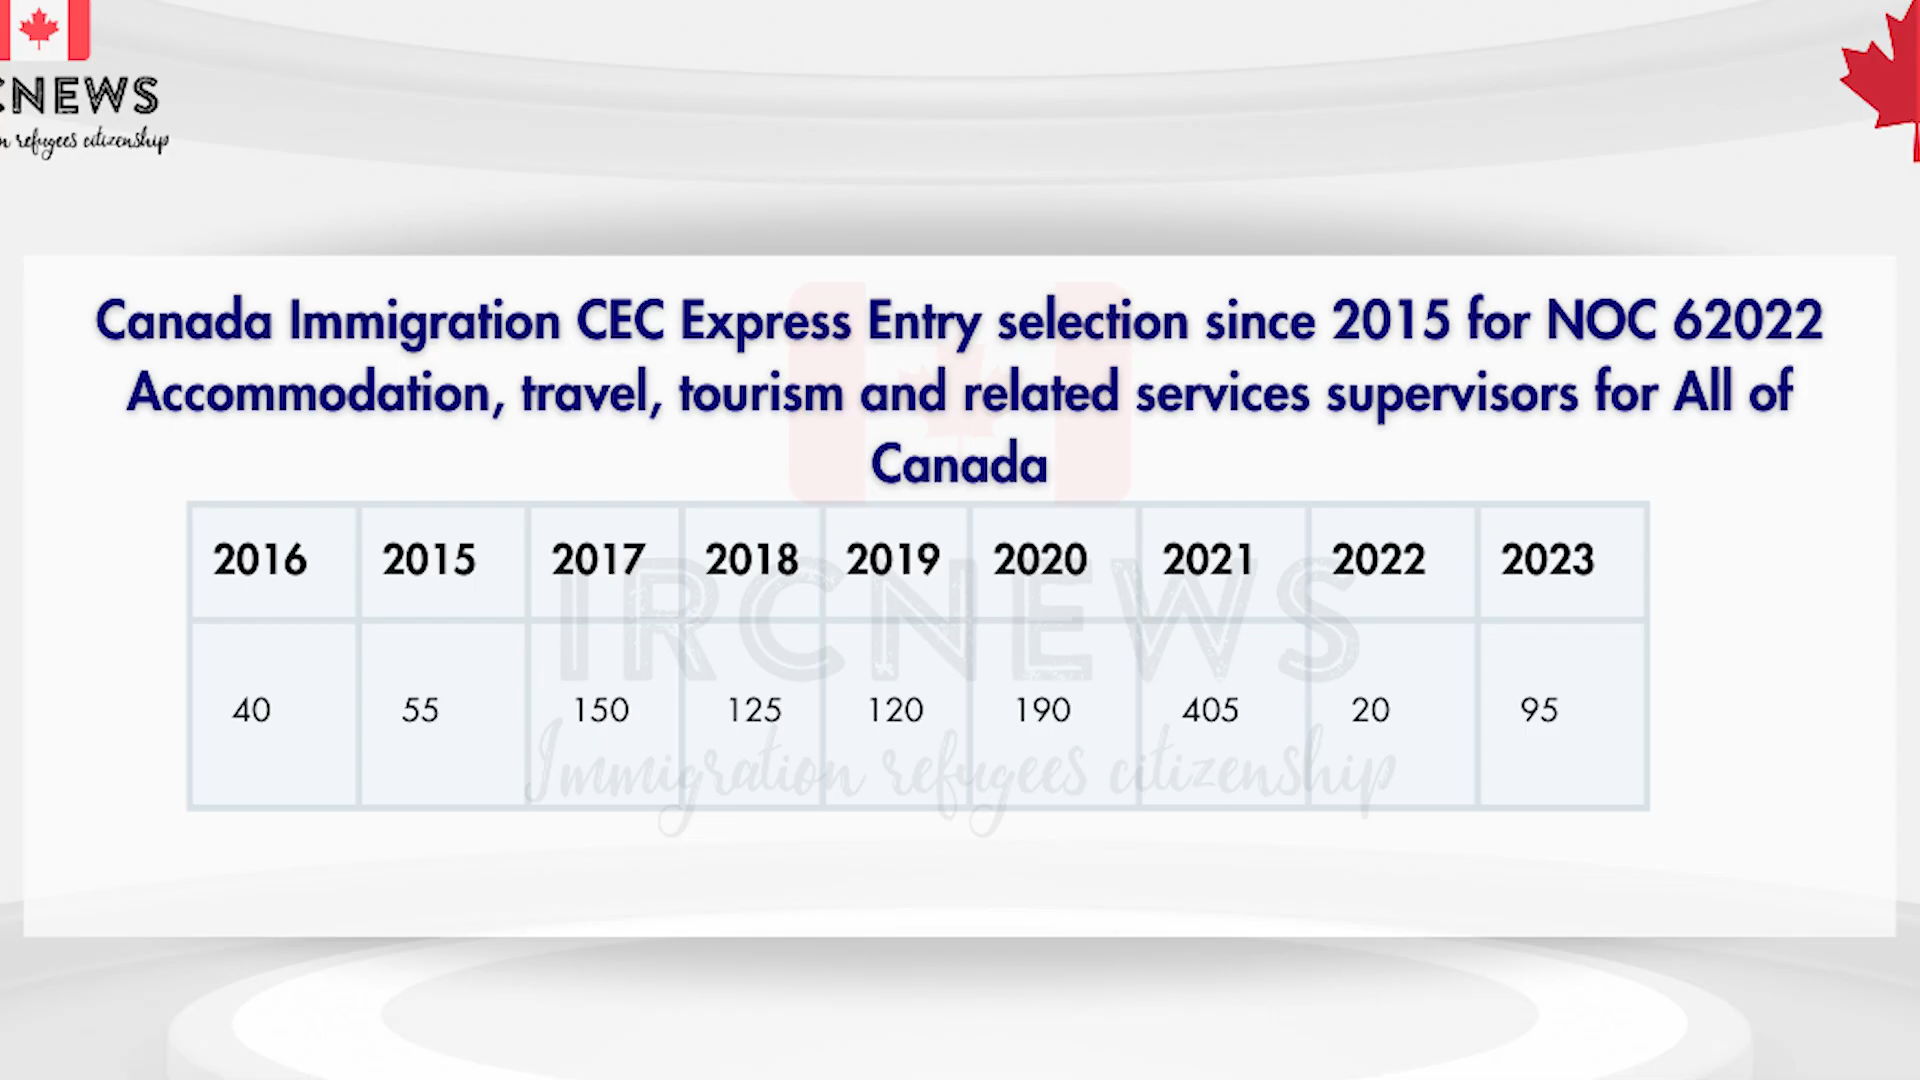 CNEWS
n refugees citizenship
Canada Immigration CEC Express Entry selection since 2015 for NOC 62022
Accommodation, travel, tourism and related services supervisors for All of
Canada
2016 2015 2017 2018 2019 2020 2021 2022 2023
IRCNEWS
40 55 150 125 120 190 405 20 95
Immigration refugees citizenship